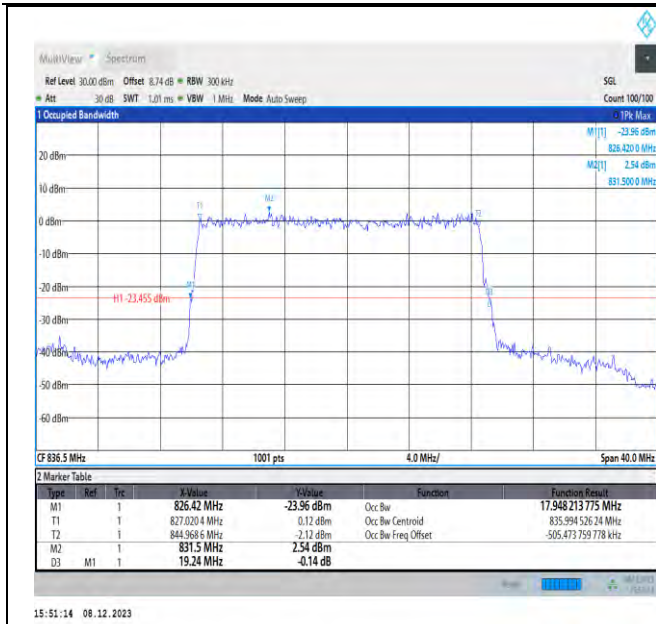 MultiView Spectrum
Ref Level 30.00 dBm Offset 8.74 dB RBW 300 kHz SGL
Att 30 dB SWT 1.01 ms VBW 1 MHz Mode Auto Sweep Count 100/100
1 Occupied Bandwidth 1Pk Max
M1[1] -23.96 dBm
826.420 0 MHz
M2[1] 2.54 dBm
831.500 0 MHz
20 dBm
10 dBm
T1 M2 T2
0 dBm
-10 dBm
-20 dBm
M1
H1 -23.455 dBm
-30 dBm
-40 dBm
-50 dBm
-60 dBm
CF 836.5 MHz 1001 pts 4.0 MHz/ Span 40.0 MHz
2 Marker Table
Type Ref Trc X-Value Y-Value Function Function Result
M1 1 826.42 MHz -23.96 dBm Occ Bw 17.948 213 775 MHz
T1 1 827.020 4 MHz 0.12 dBm Occ Bw Centroid 835.994 526 24 MHz
T2 1 844.968 6 MHz -2.12 dBm Occ Bw Freq Offset -505.473 759 778 kHz
M2 1 831.5 MHz 2.54 dBm
D3 M1 1 19.24 MHz -0.14 dB
15:51:14 08.12.2023